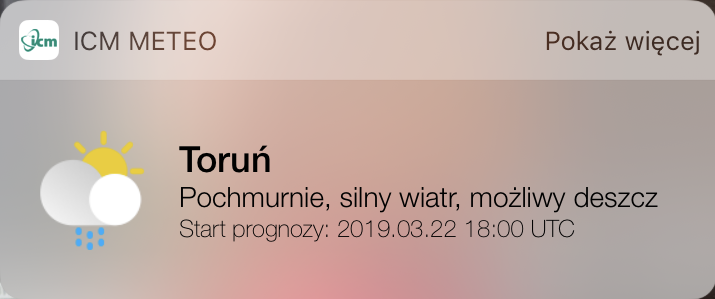 icm ICM METEO Pokaż więcej
Toruń
Pochmurnie, silny wiatr, możliwy deszcz
Start prognozy: 2019.03.22 18:00 UTC